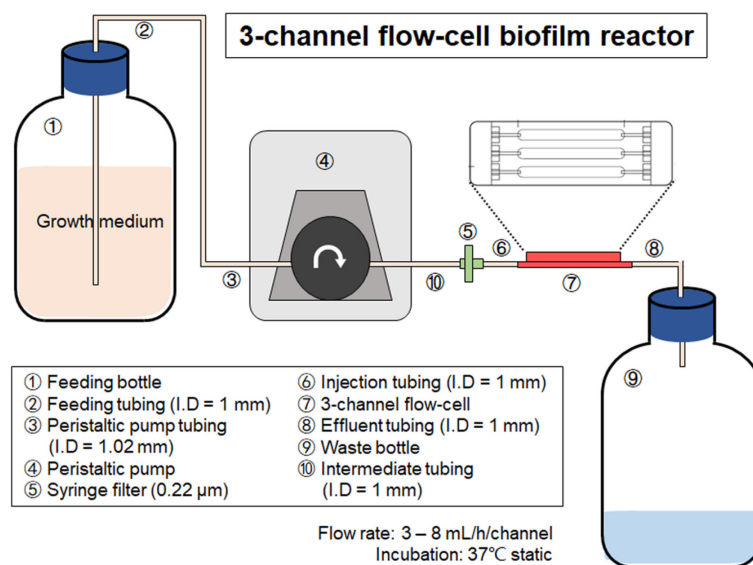 3-channel flow-cell biofilm reactor
②
①
④
Growth medium
⑤
⑥
⑧
③
⑩
⑦
⑨
① Feeding bottle
② Feeding tubing (I.D = 1 mm)
③ Peristaltic pump tubing
(I.D = 1.02 mm)
④ Peristaltic pump
⑤ Syringe filter (0.22 μm)
⑥ Injection tubing (I.D = 1 mm)
⑦ 3-channel flow-cell
⑧ Effluent tubing (I.D = 1 mm)
⑨ Waste bottle
⑩ Intermediate tubing
(I.D = 1 mm)
Flow rate: 3 – 8 mL/h/channel
Incubation: 37℃ static